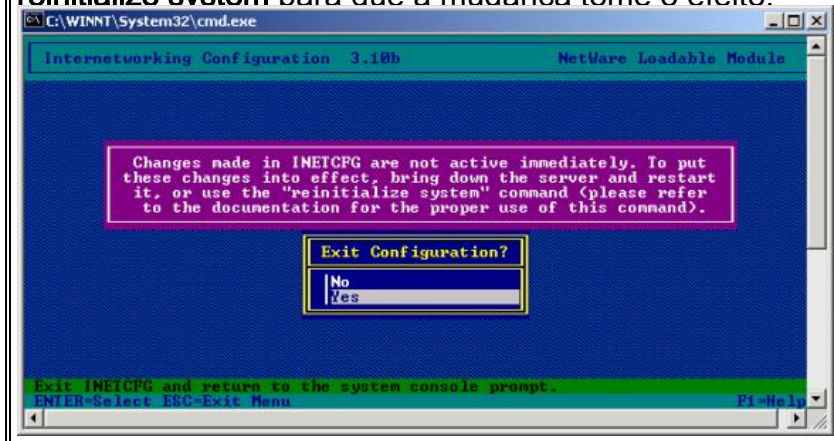 reinitialize system para que a mudança tome o efeito.
C:\WINNT\System32\cmd.exe
Internetworking Configuration 3.10b NetWare Loadable Module
Changes made in INETCFG are not active immediately. To put
these changes into effect, bring down the server and restart
it, or use the "reinitialize system" command (please refer
to the documentation for the proper use of this command).
Exit Configuration?
No
Yes
Exit INETCFG and return to the system console prompt.
ENTER=Select ESC=Exit Menu F1=Help